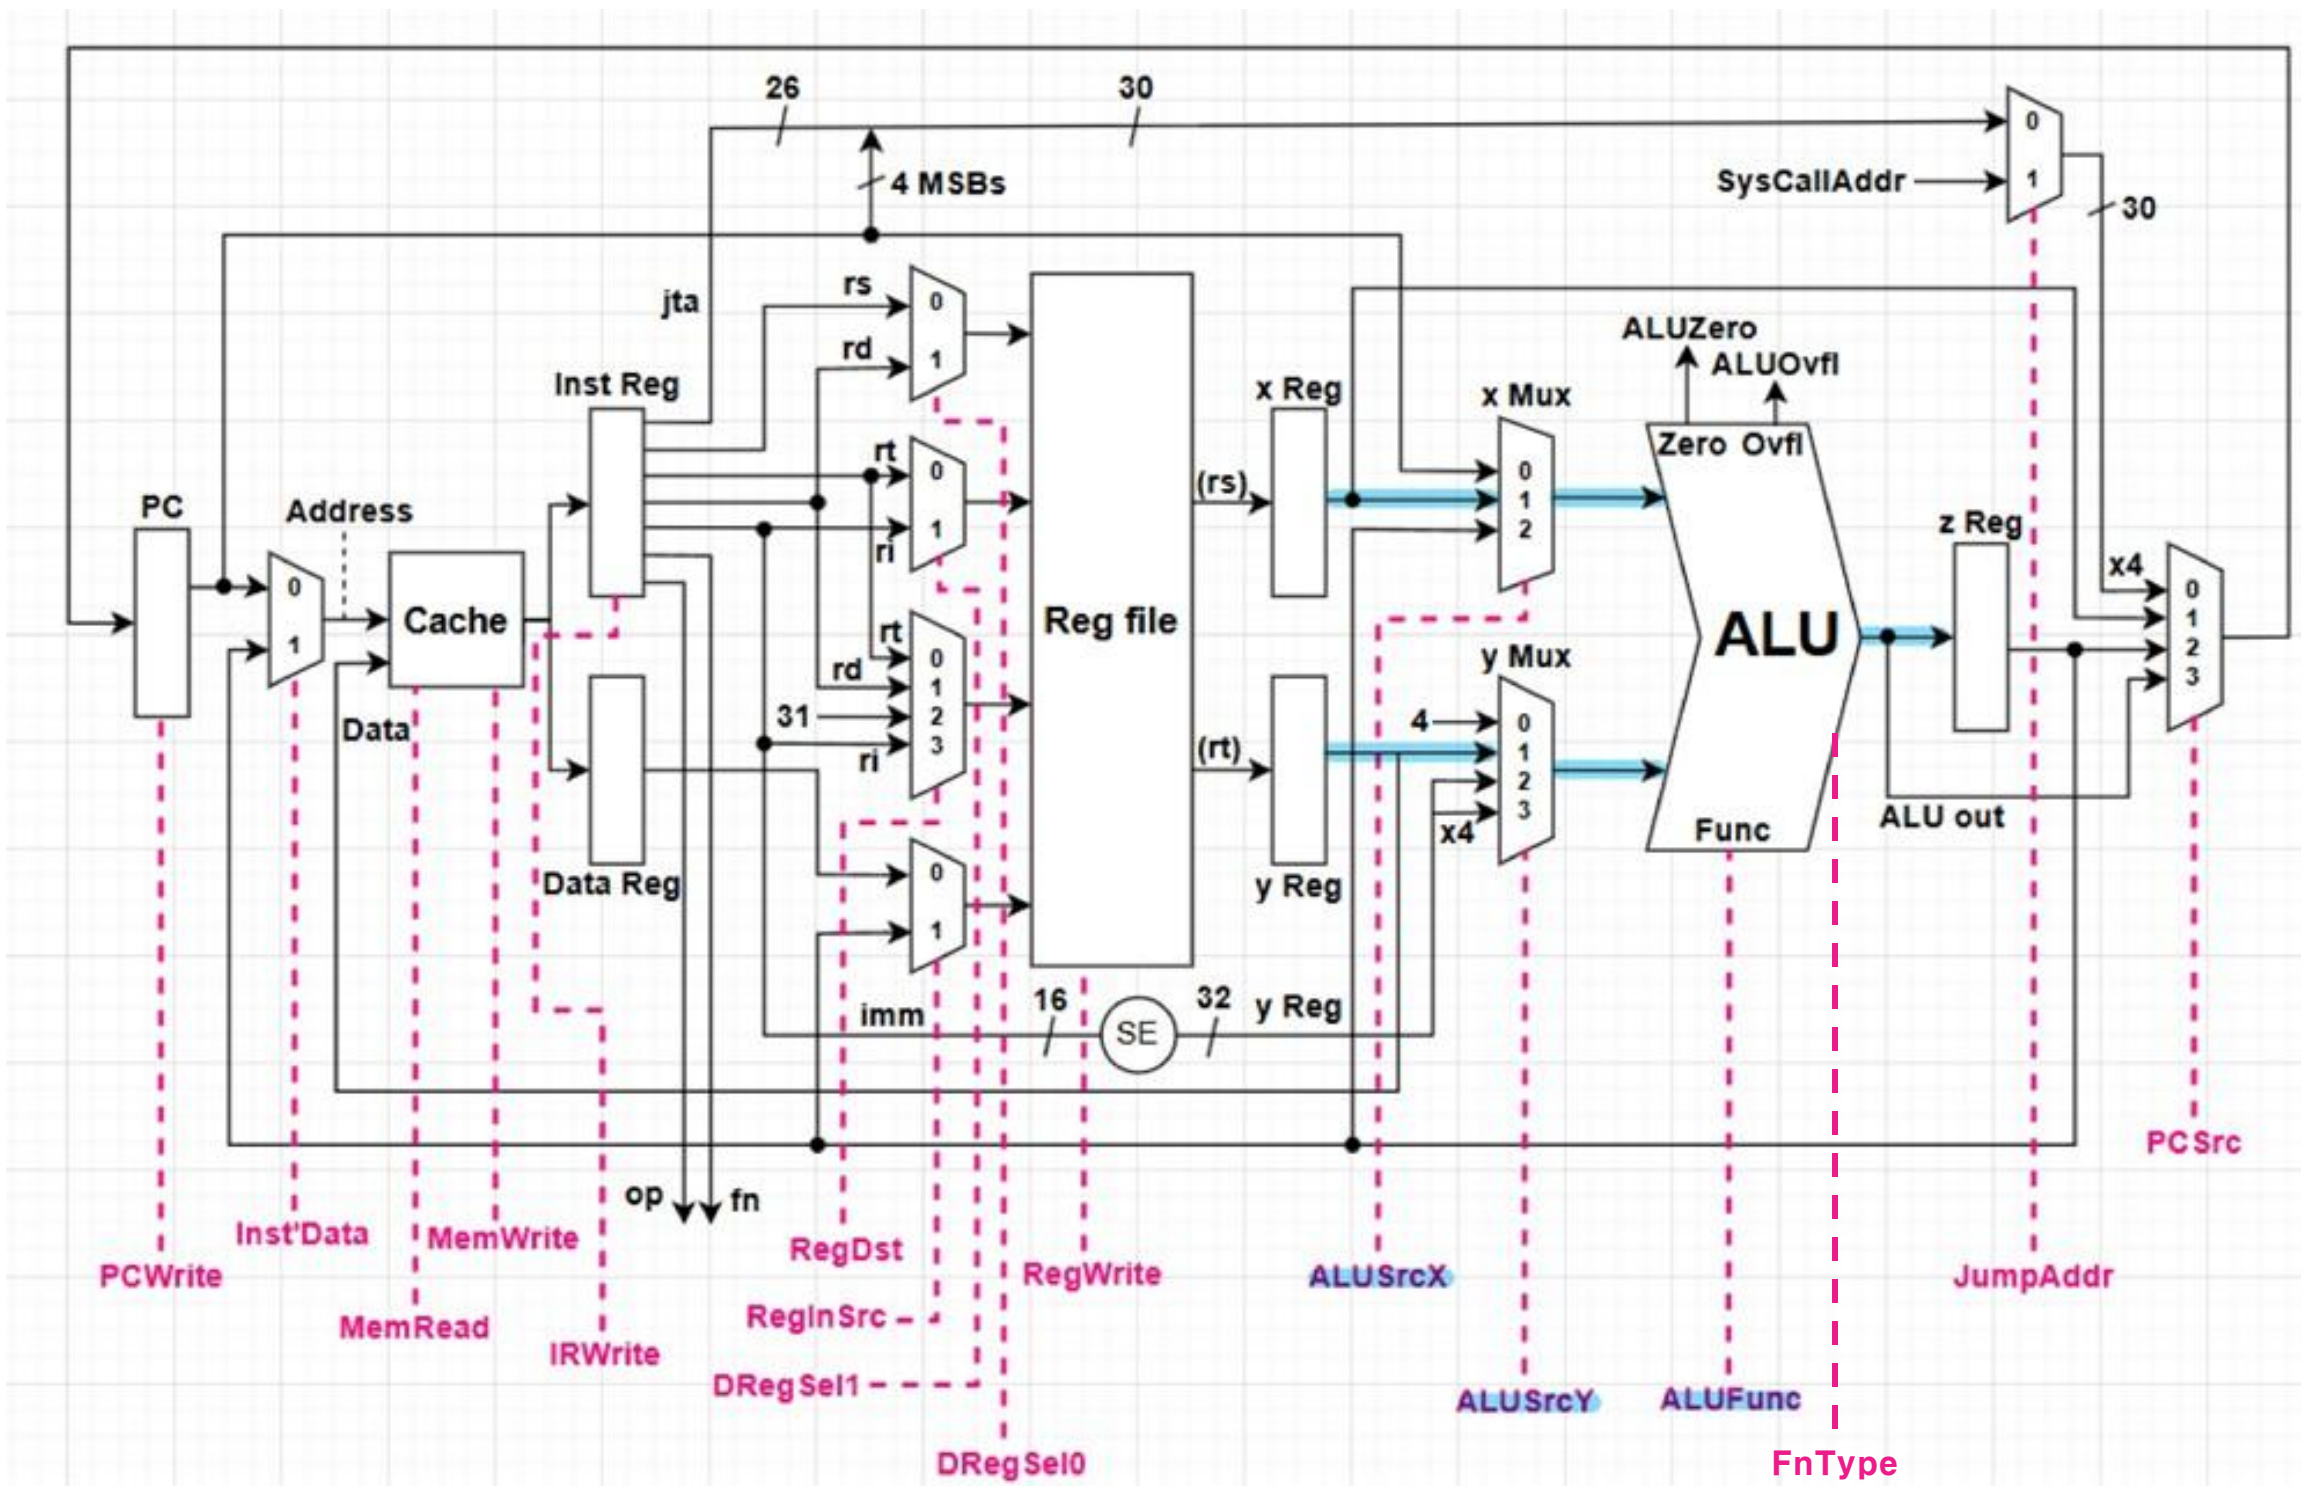 26
30
0
4 MSBs
SysCallAddr
1
30
rs
0
jta
ALUZero
rd
1
ALUOvfl
Inst Reg
x Reg
x Mux
Zero Ovfl
rt
0
0
(rs)
1
PC
Address
1
2
z Reg
ri
x4
0
0
Cache
Reg file
ALU
1
rt
1
0
y Mux
2
rd
1
3
31
2
4
0
Data
3
(rt)
1
ri
2
3
x4
ALU out
Func
0
Data Reg
y Reg
1
16
32
y Reg
imm
SE
PCSrc
op
fn
Inst'Data
MemWrite
RegDst
PCWrite
RegWrite
ALUSrcX
JumpAddr
MemRead
RegInSrc
IRWrite
DRegSel1
ALUSrcY
ALUFunc
DRegSel0
FnType